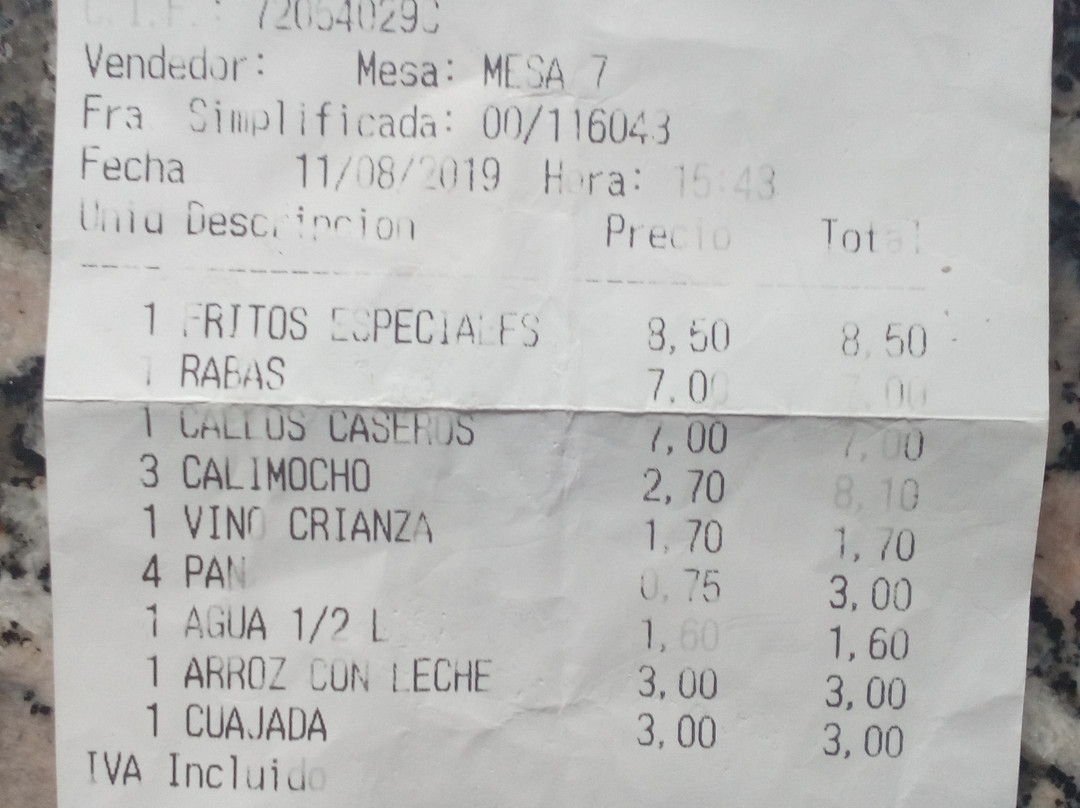 C.I.F.: 72054029C
Vendedor: Mesa: MESA 7
Fra Simplificada: 00/116043
Fecha 11/08/2019 Hora: 15:43
Unid Descripcion Precio Total
1 FRITOS ESPECIALES 8,50 8,50
1 RABAS 7,00 7,00
1 CALLOS CASEROS 7,00 7,00
3 CALIMOCHO 2,70 8,10
1 VINO CRIANZA 1,70 1,70
4 PAN 0,75 3,00
1 AGUA 1/2 L 1,60 1,60
1 ARROZ CON LECHE 3,00 3,00
1 CUAJADA 3,00 3,00
IVA Incluido